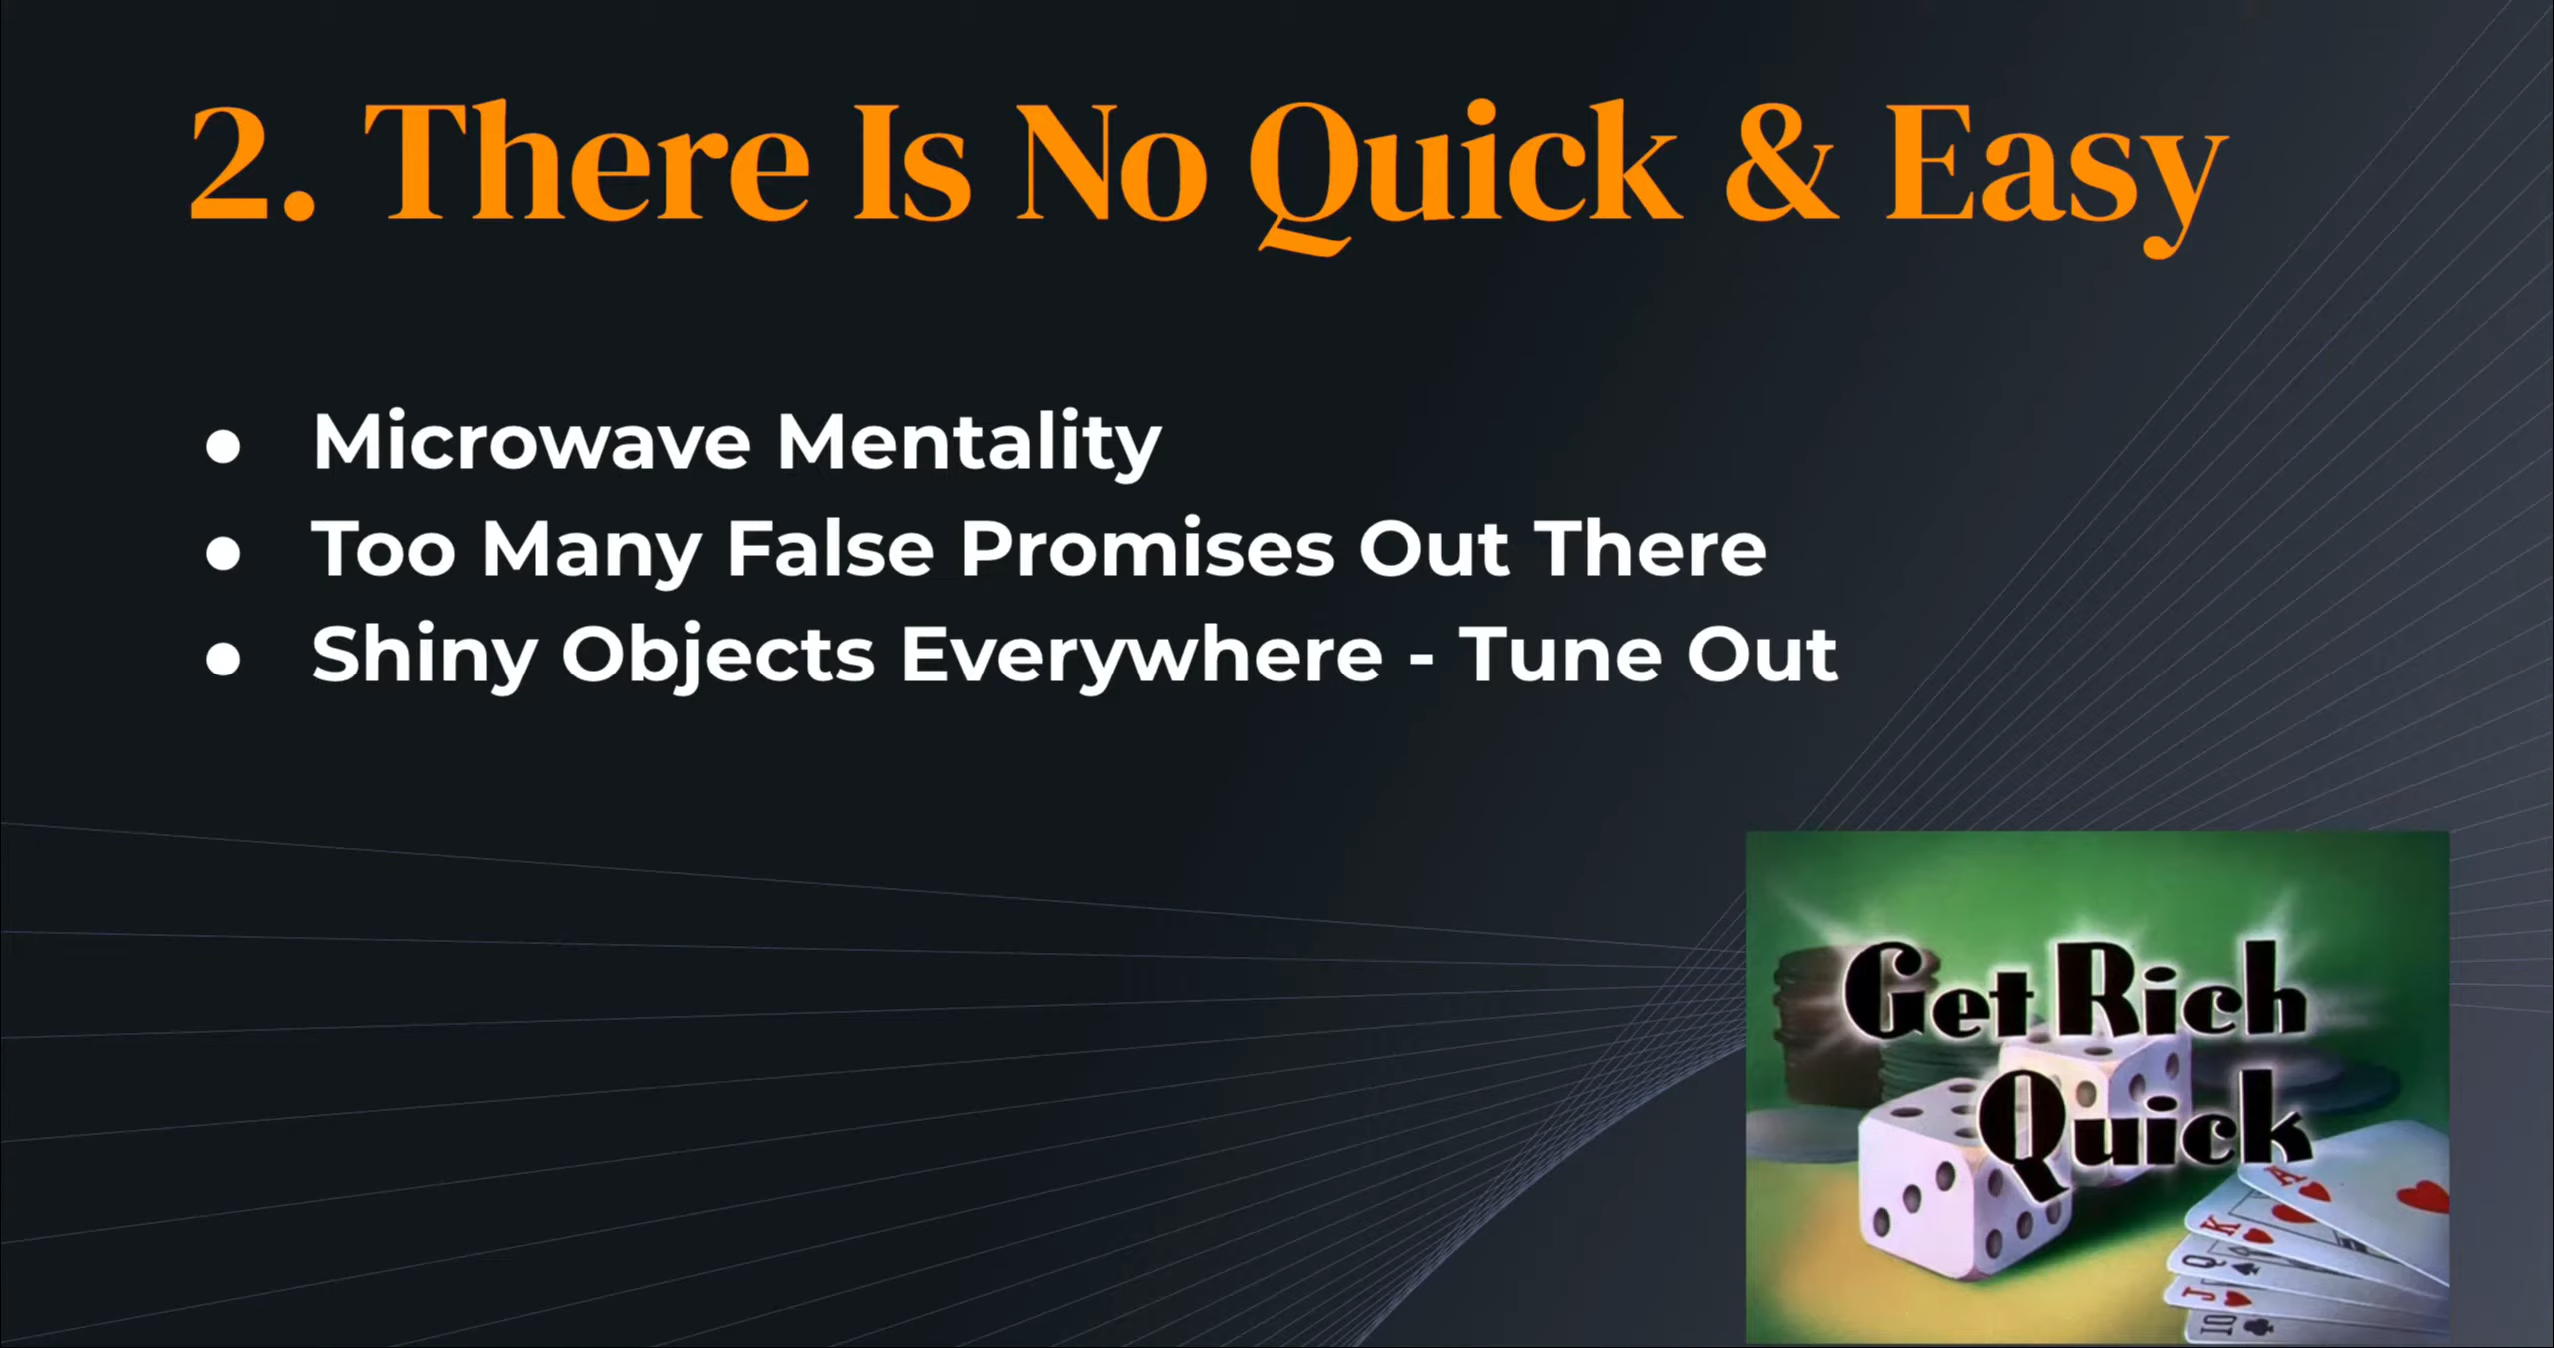 2. There Is No Quick & Easy
● Microwave Mentality
● Too Many False Promises Out There
● Shiny Objects Everywhere - Tune Out
Get Rich
Quick
A
K
Q
J
10